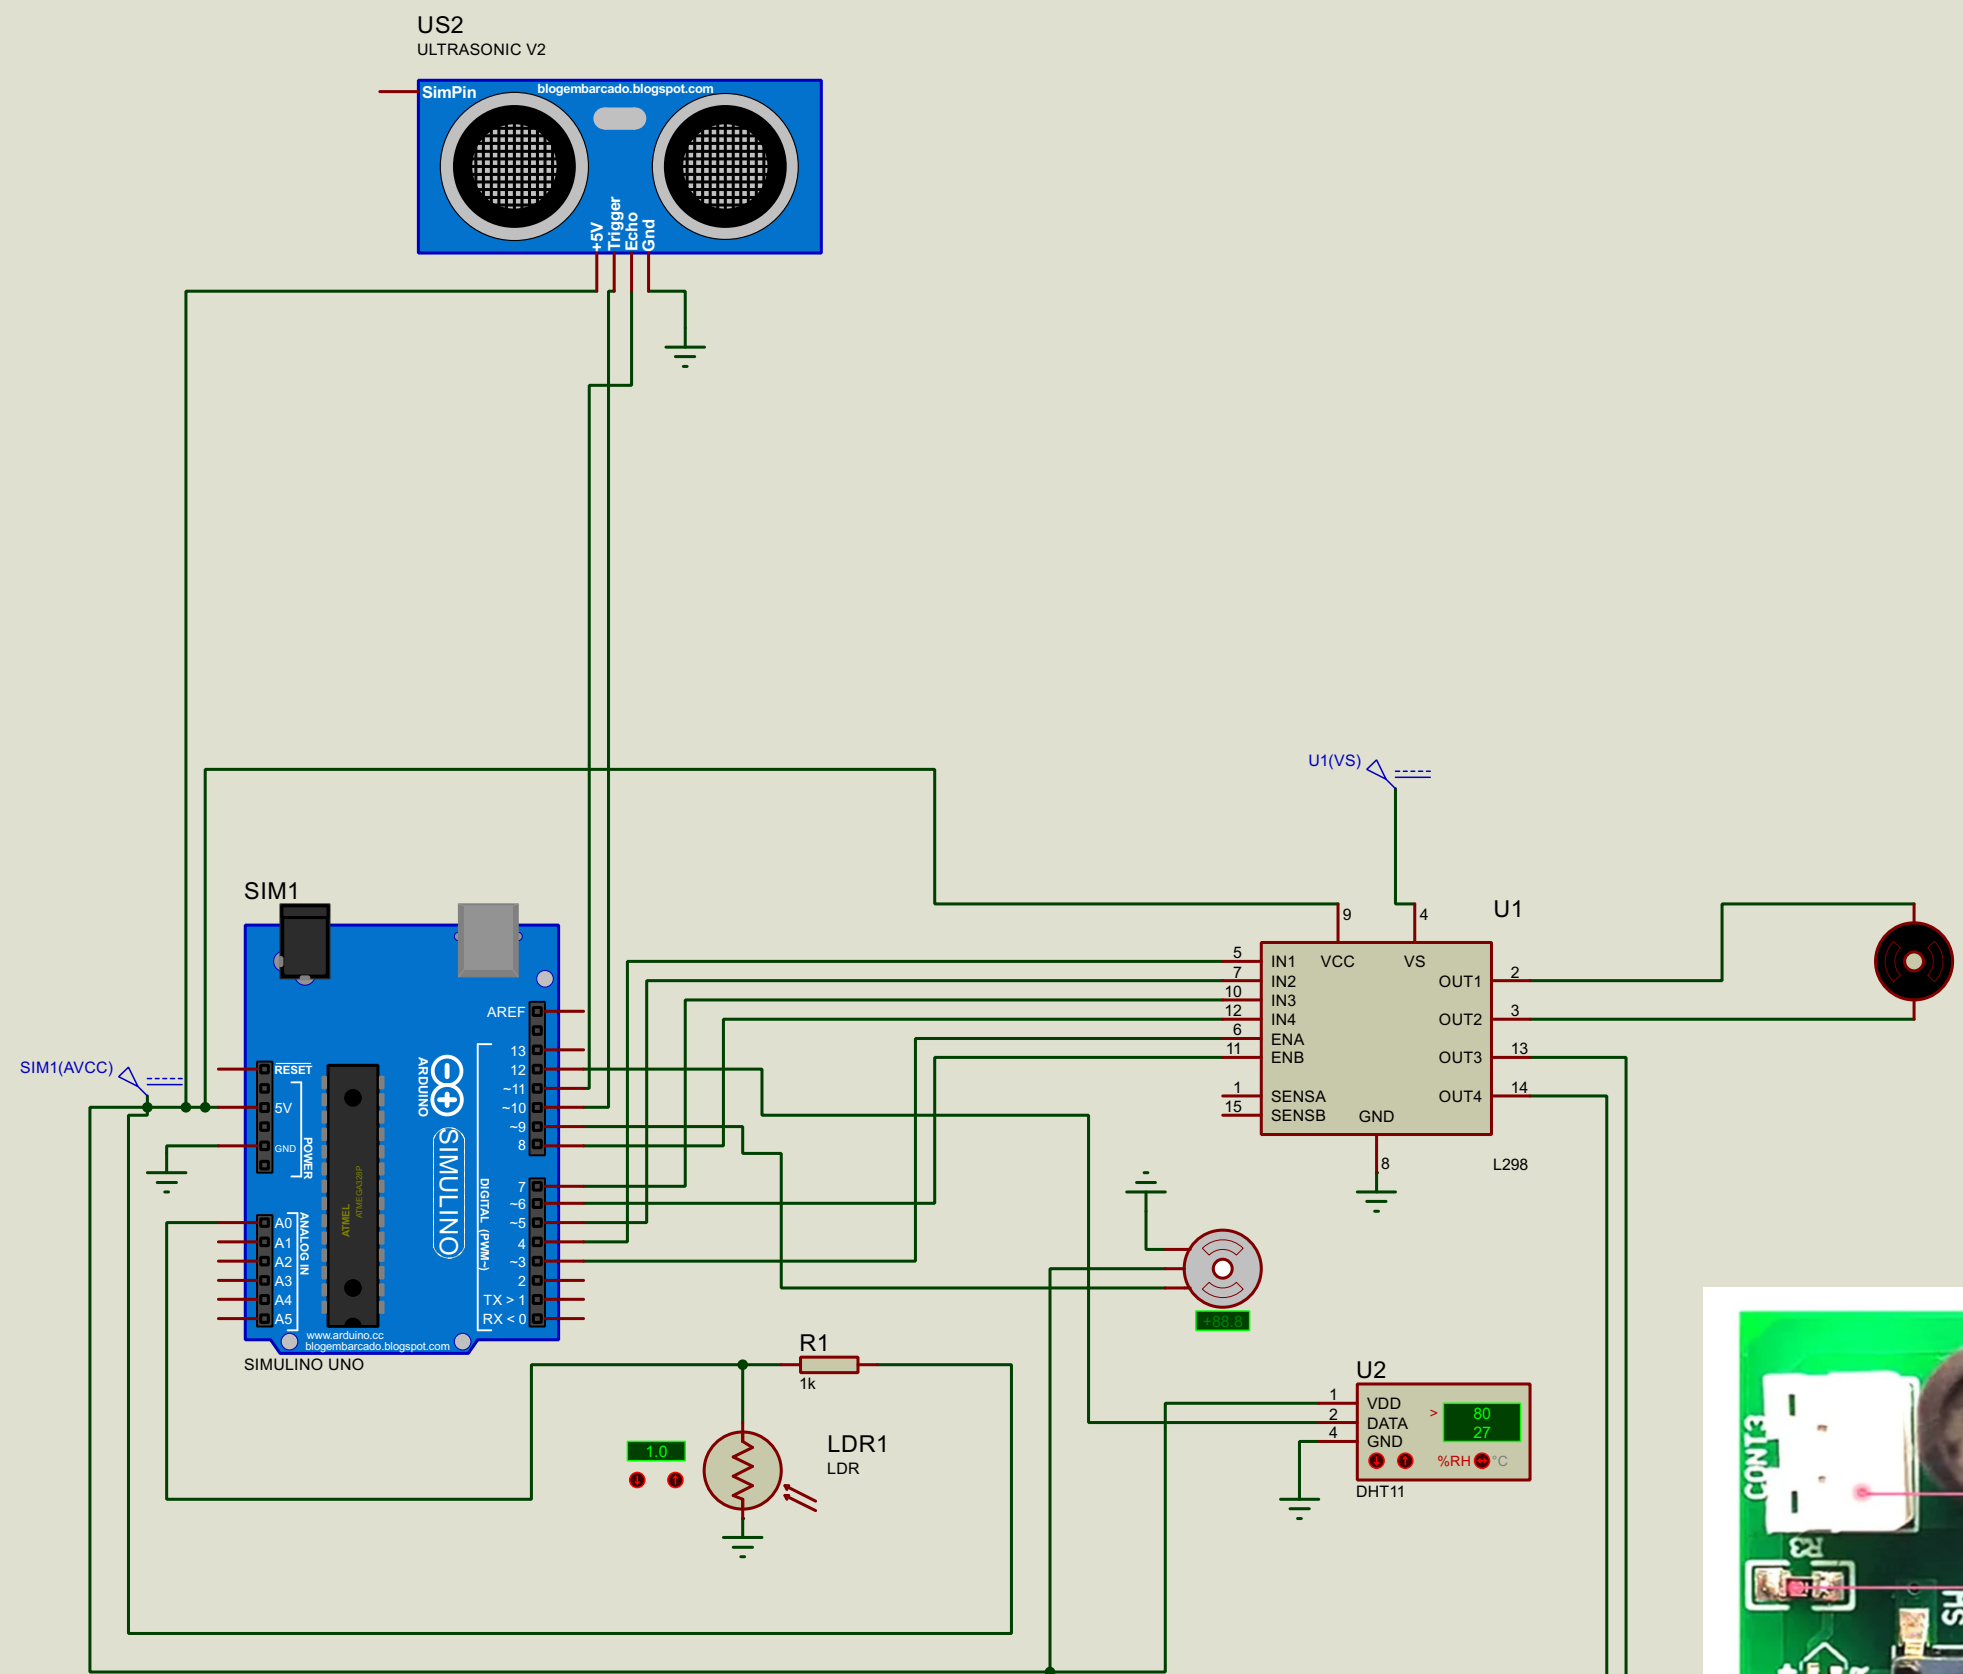 US2
ULTRASONIC V2
SimPin
blogembarcado.blogspot.com
+5V
Trigger
Echo
Gnd
U1(VS)
SIM1
U1
9
4
5
7
10
12
6
11
1
15
IN1
IN2
IN3
IN4
ENA
ENB
SENSA
SENSB
VCC
VS
GND
OUT1
OUT2
OUT3
OUT4
2
3
13
14
8
L298
SIM1(AVCC)
RESET
5V
GND
POWER
A0
A1
A2
A3
A4
A5
ANALOG IN
ATMEL
ATMEGA328P
ARDUINO
SIMULINO
AREF
13
12
~11
~10
~9
8
7
~6
~5
4
~3
2
TX > 1
RX < 0
DIGITAL (PWM~)
www.arduino.cc
blogembarcado.blogspot.com
SIMULINO UNO
+88.8
R1
1k
1.0
LDR1
LDR
U2
1
2
4
VDD
DATA
GND
>
80
27
%RH
°C
DHT11
CONT3
R3